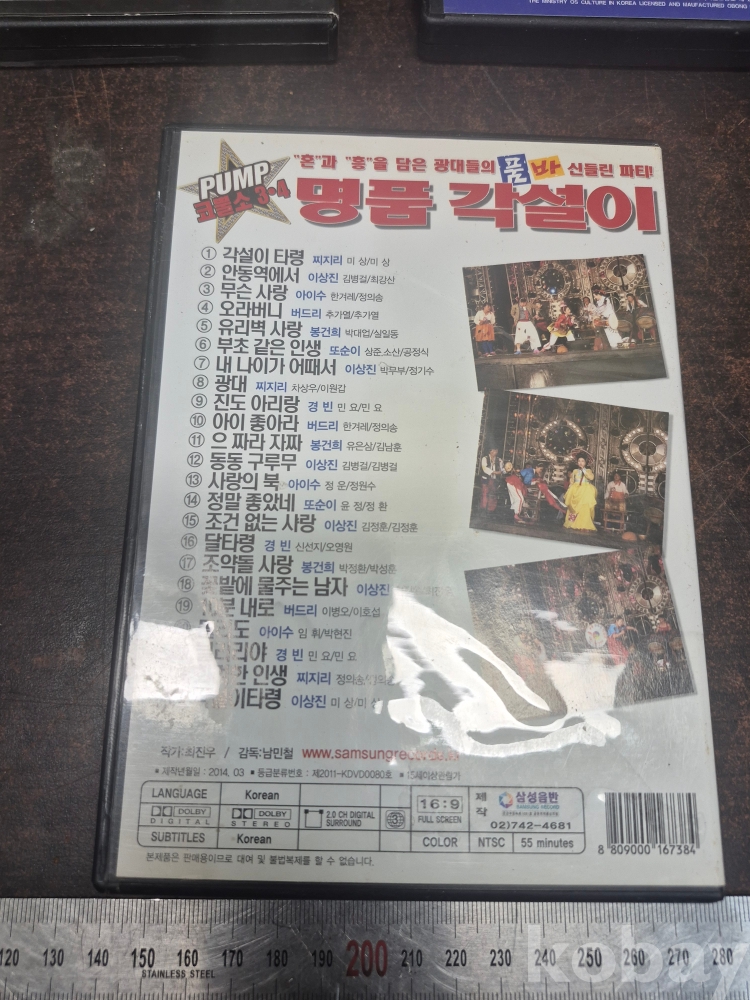 THE MINISTRY OS CULTURE IN KOREA LICENSED AND MAUFACTURED OBONG
"혼"과 "흥"을 담은 광대들의 품바 신들린 파티!
PUMP
3·4
명품 각설이
① 각설이 타령 찌지리 미 상/미 상
② 안동역에서 이상진 김병걸/최강산
③ 무슨 사랑 아이수 한겨레/정의송
④ 오라버니 버드리 추가열/추가열
⑤ 유리벽 사랑 봉건희 박대업/실일동
⑥ 부초 같은 인생 또순이 상준,소산/공정식
⑦ 내 나이가 어때서 이상진 박무부/정기수
⑧ 광대 찌지리 차상우/이원갑
⑨ 진도 아리랑 경 빈 민 요/민 요
⑩ 아이 좋아라 버드리 한겨레/정의송
⑪ 으 짜라 자짜 봉건희 유은상/김남훈
⑫ 동동 구루무 이상진 김병걸/김병걸
⑬ 사랑의 북 아이수 정 운/정원수
⑭ 정말 좋았네 또순이 윤 정/정 환
⑮ 조건 없는 사랑 이상진 김정훈/김정훈
⑯ 달타령 경 빈 신선지/오영원
⑰ 조약돌 사랑 봉건희 박정환/박성훈
⑱ 꽃밭에 물주는 남자 이상진
⑲ 내로 버드리 이병오/이호섭
도 아이수 임 휘/박현진
리야 경 빈 민 요/민 요
한 인생 찌지리
이타령 이상진 미 상/미
작가:최진우 / 감독:남민철 www.samsungrecord.co.kr
■ 제작년월일 : 2014. 03 ■ 등급분류번호 : 제2011-KDVD0080호 ■ 15세이상관람가
LANGUAGE Korean
DOLBY DIGITAL DOLBY STEREO 2.0 CH DIGITAL SURROUND 3
SUBTITLES Korean
16:9 FULL SCREEN 제작 삼성음반
SAMSUNG RECORD
02)742-4681
COLOR NTSC 55 minutes
8 809000 167384
본제품은 판매용이므로 대여 및 불법복제를 할 수 없습니다.
120 130 140 150 160 170 180 190 200 210 220 230 240 250 260 270 280
STAINLESS STEEL
kobay